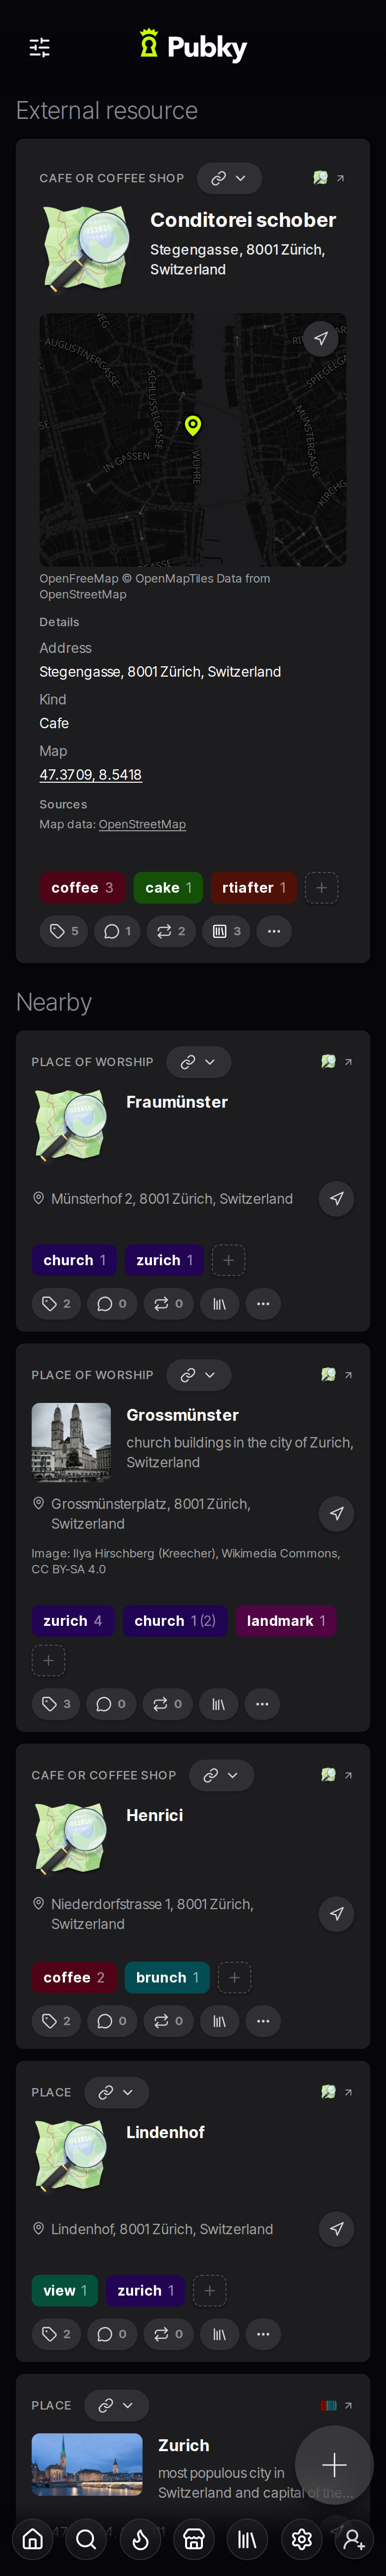 Pubky
External resource
CAFE OR COFFEE SHOP
Conditorei schober
Stegengasse, 8001 Zürich,
Switzerland
AUGUSTINERGASSE
SCHLÜSSELGASSE
SPIEGELG
MÜNSTERGASSE
IN GASSEN
WÜHRE
KIRCHG
GASSE
OpenFreeMap © OpenMapTiles Data from
OpenStreetMap
Details
Address
Stegengasse, 8001 Zürich, Switzerland
Kind
Cafe
Map
47.3709, 8.5418
Sources
Map data: OpenStreetMap
coffee 3 cake 1 rtiafter 1
5 1 2 3
Nearby
PLACE OF WORSHIP
Fraumünster
Münsterhof 2, 8001 Zürich, Switzerland
church 1 zurich 1
2 0 0
PLACE OF WORSHIP
Grossmünster
church buildings in the city of Zurich,
Switzerland
Grossmünsterplatz, 8001 Zürich,
Switzerland
Image: Ilya Hirschberg (Kreecher), Wikimedia Commons,
CC BY-SA 4.0
zurich 4 church 1 (2) landmark 1
3 0 0
CAFE OR COFFEE SHOP
Henrici
Niederdorfstrasse 1, 8001 Zürich,
Switzerland
coffee 2 brunch 1
2 0 0
PLACE
Lindenhof
Lindenhof, 8001 Zürich, Switzerland
view 1 zurich 1
2 0 0
PLACE
Zurich
most populous city in
Switzerland and capital of the...